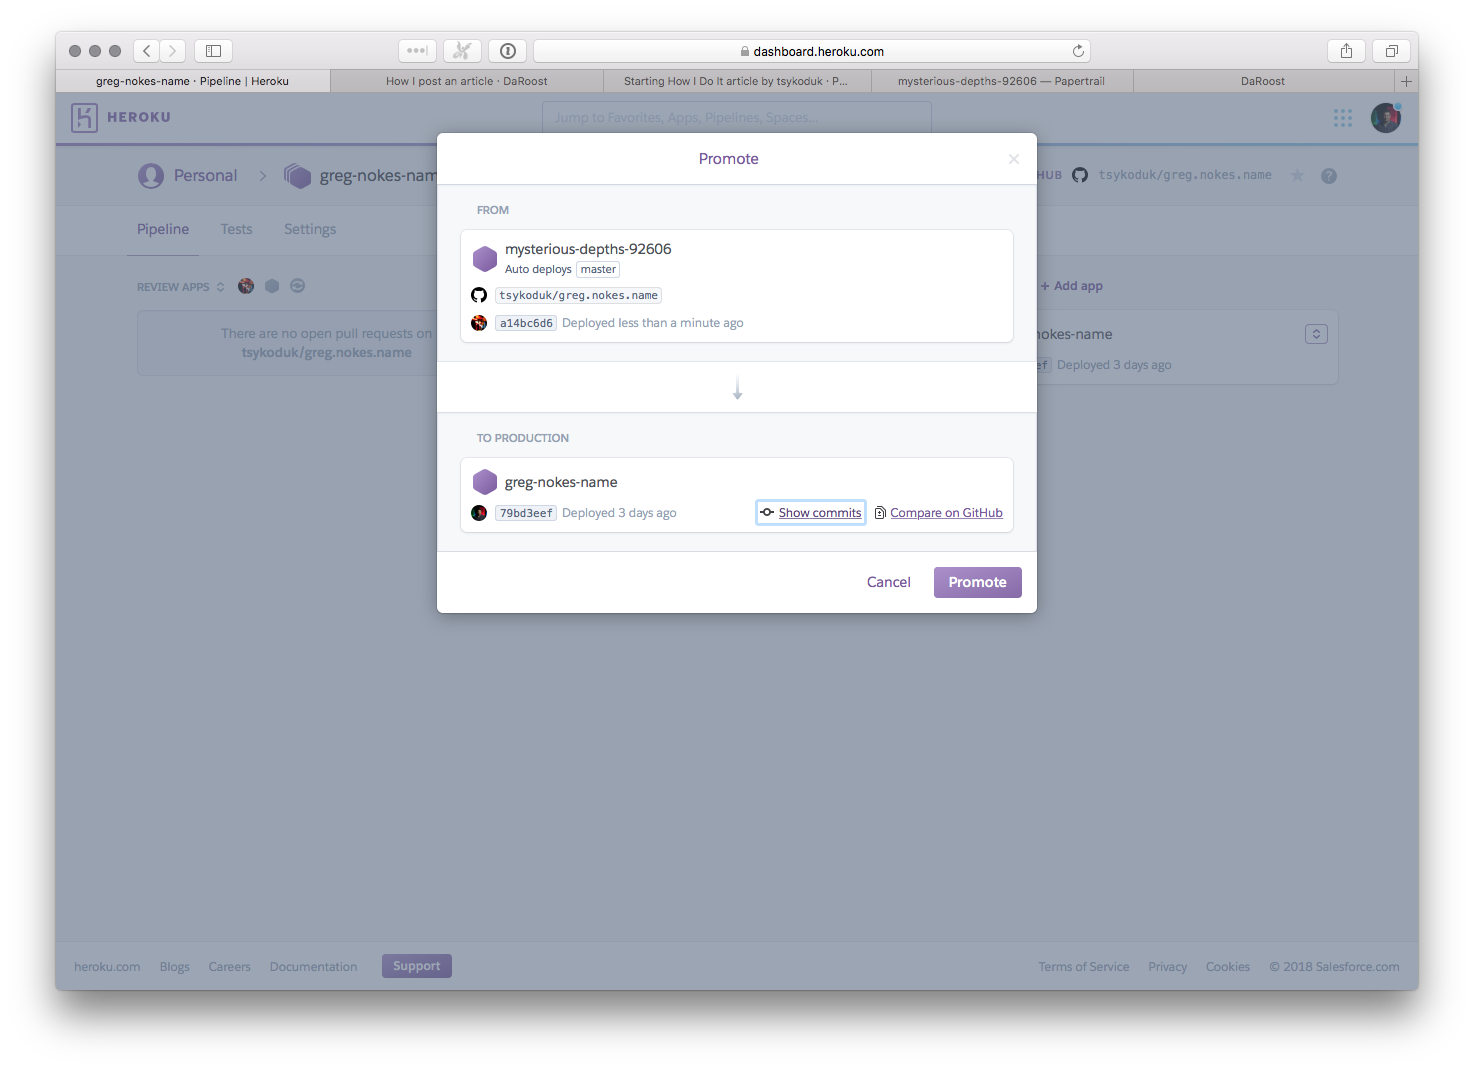 dashboard.heroku.com
greg-nokes-name · Pipeline | Heroku
How I post an article · DaRoost
Starting How I Do It article by tsykoduk · P...
mysterious-depths-92606 — Papertrail
DaRoost
HEROKU
Jump to Favorites, Apps, Pipelines, Spaces...
Promote
Personal
greg-nokes-nam
HUB
tsykoduk/greg.nokes.name
FROM
Pipeline
Tests
Settings
mysterious-depths-92606
Auto deploys master
REVIEW APPS
+ Add app
tsykoduk/greg.nokes.name
a14bc6d6 Deployed less than a minute ago
There are no open pull requests on
tsykoduk/greg.nokes.name
okes-name
ef Deployed 3 days ago
TO PRODUCTION
greg-nokes-name
79bd3eef Deployed 3 days ago
Show commits
Compare on GitHub
Cancel
Promote
heroku.com
Blogs
Careers
Documentation
Support
Terms of Service
Privacy
Cookies
© 2018 Salesforce.com